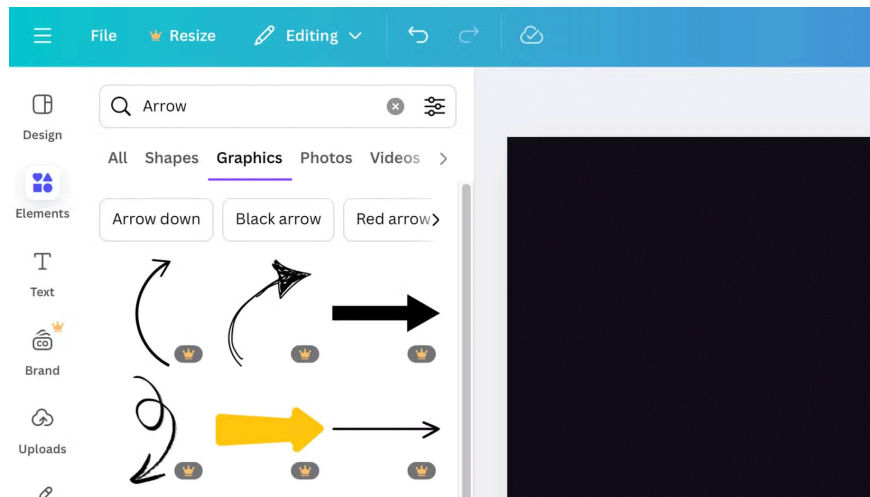 File Resize Editing
Arrow
Design
All Shapes Graphics Photos Videos
Elements
Arrow down Black arrow Red arrow
Text
CO
Brand
Uploads